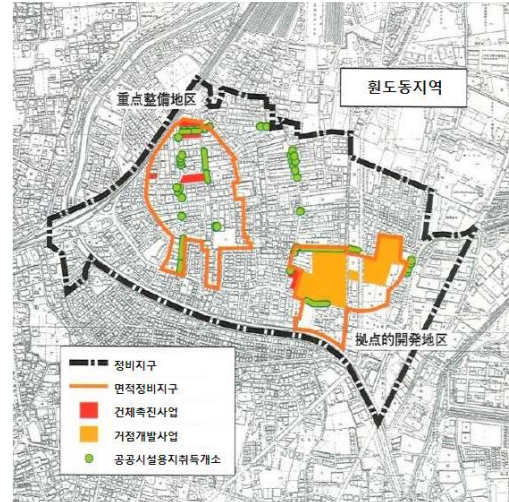 훤도동지역
重点整備地区
拠点的開発地区
정비지구
면적정비지구
건체촉진사업
거점개발사업
공공시설용지취득개소